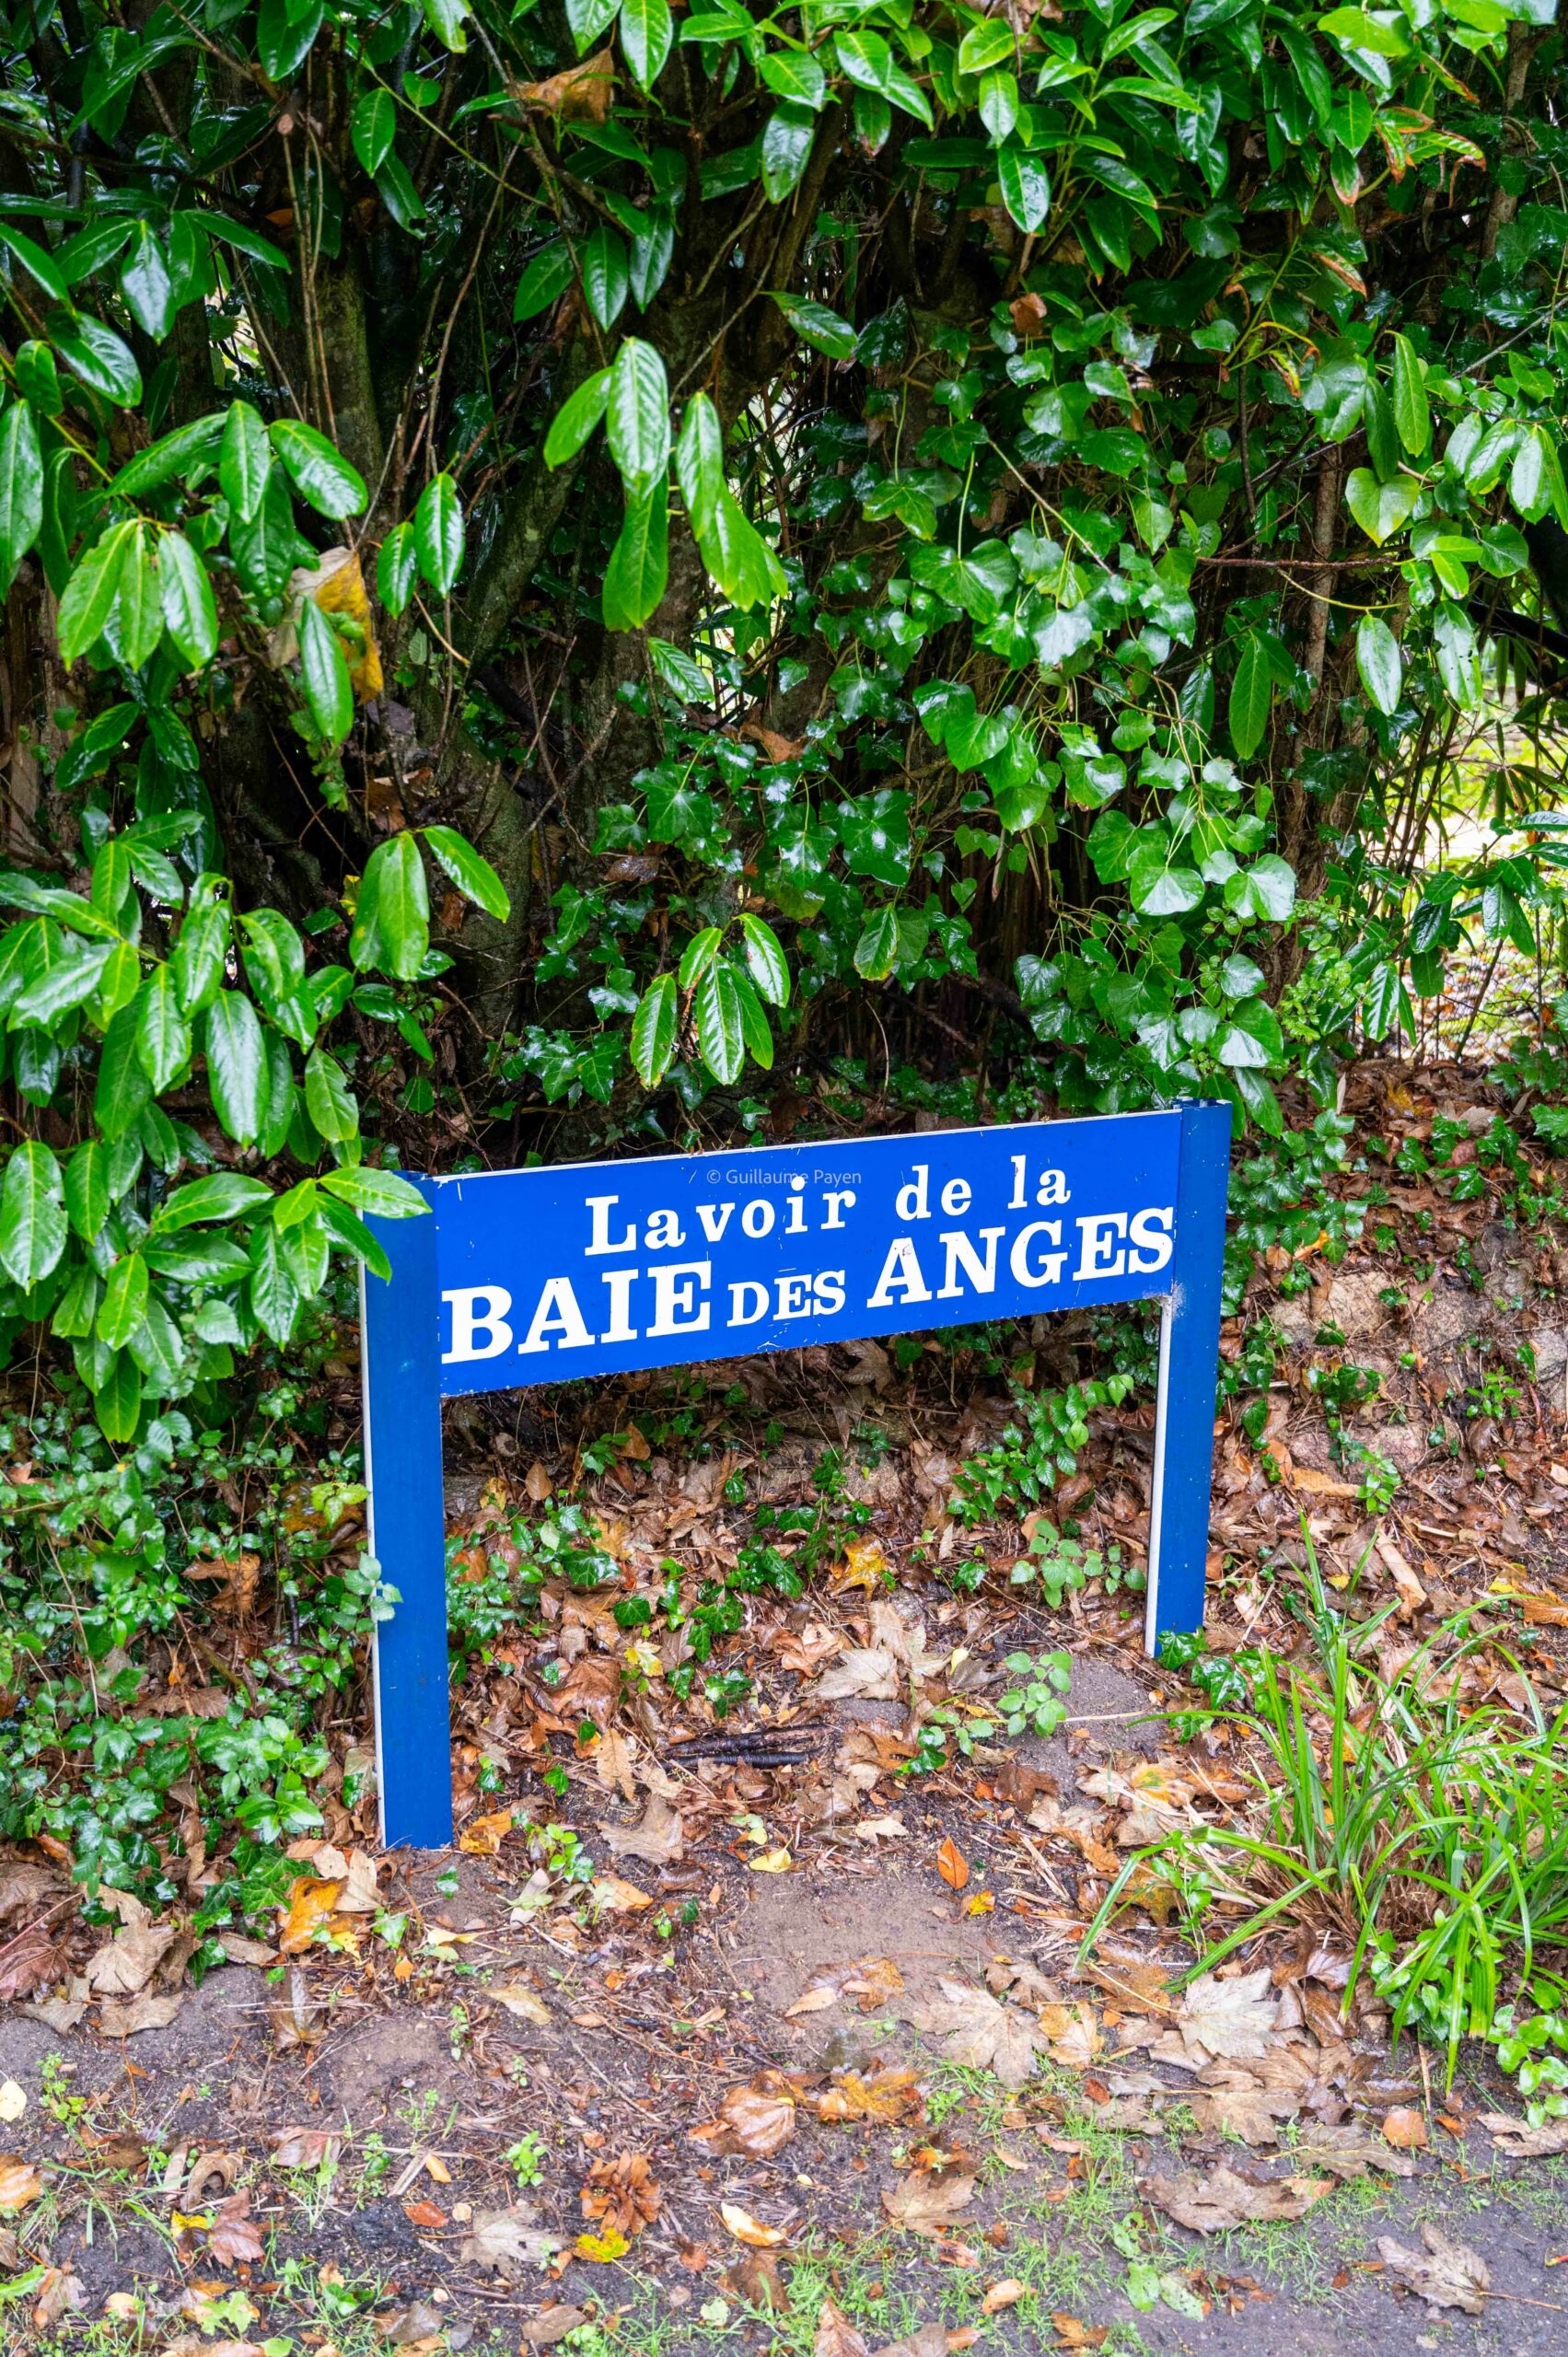 © Guillaume Payen
Lavoir de la
BAIE DES ANGES